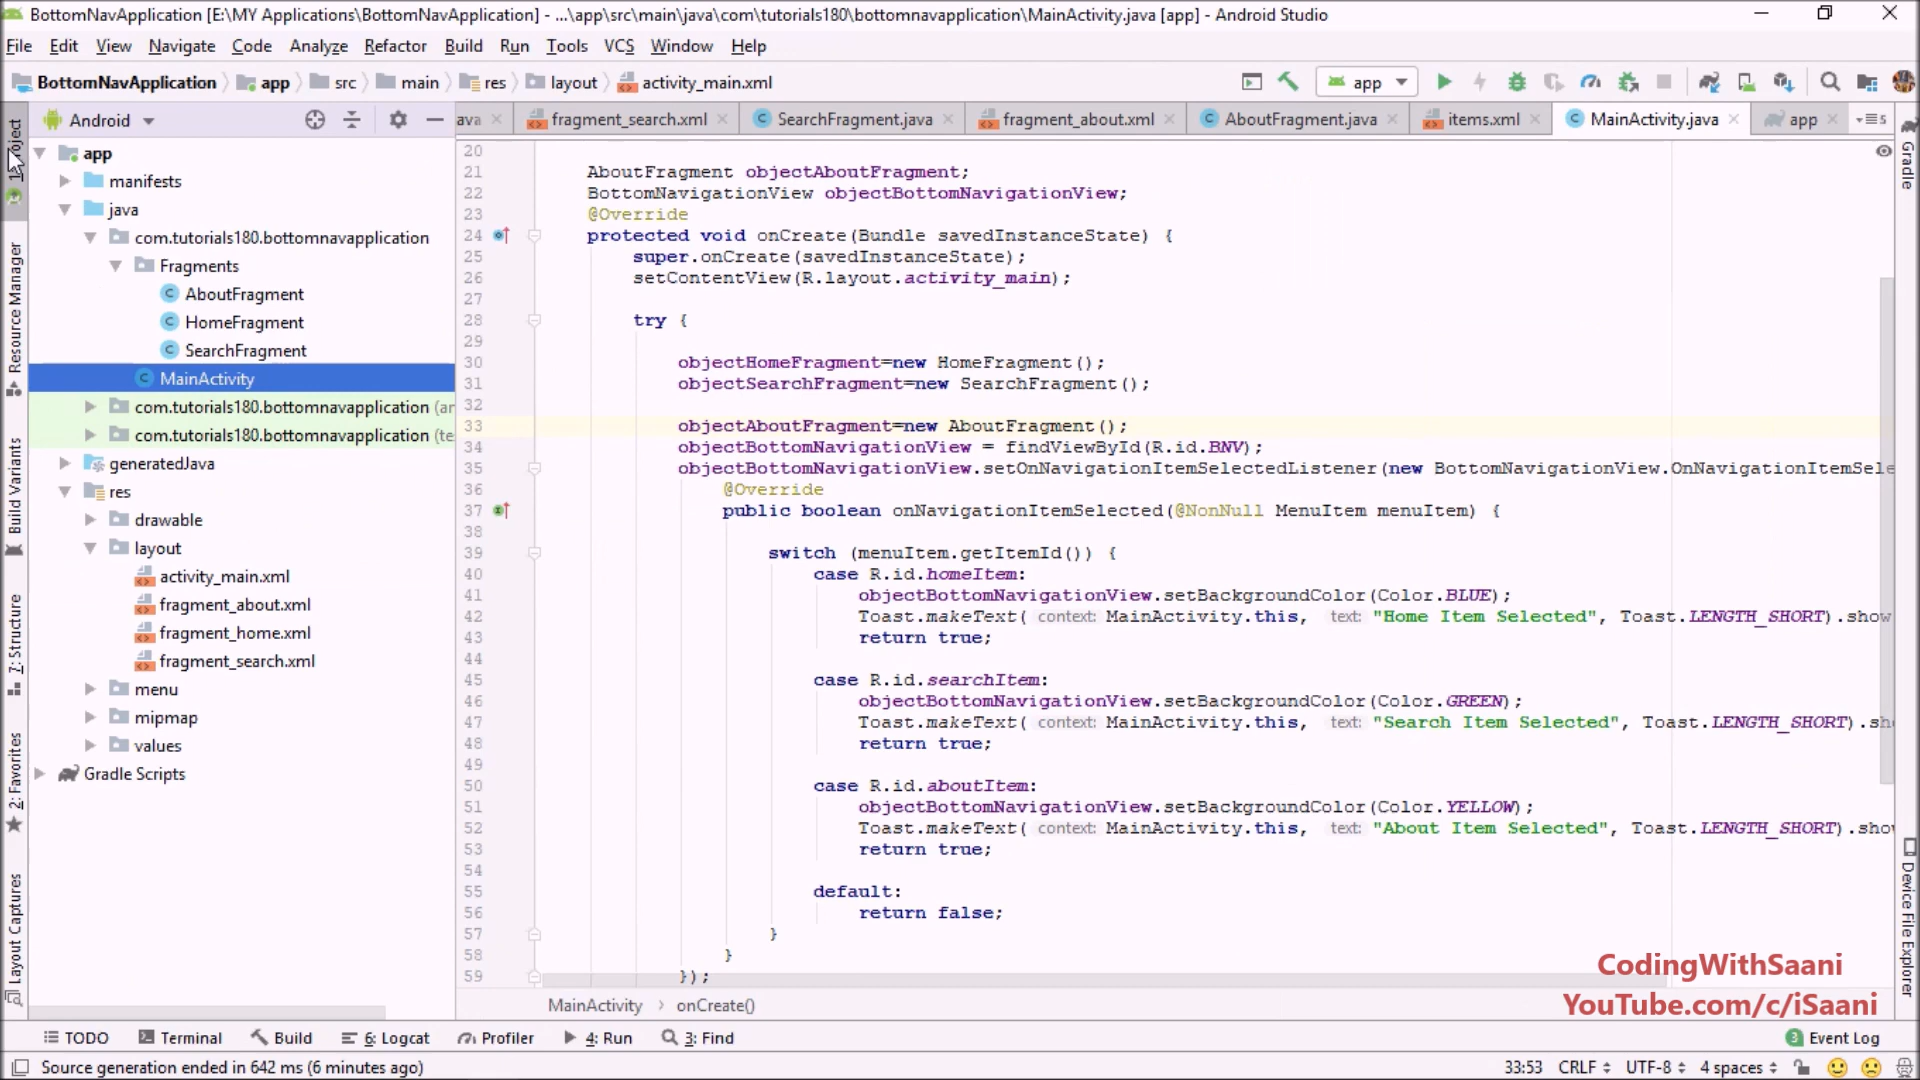 BottomNavApplication [E:\MY Applications\BottomNavApplication] - ...\app\src\main\java\com\tutorials180\bottomnavapplication\MainActivity.java [app] - Android Studio
File Edit View Navigate Code Analyze Refactor Build Run Tools VCS Window Help
BottomNavApplication app src main res layout activity_main.xml app
Android
ava fragment_search.xml SearchFragment.java fragment_about.xml AboutFragment.java items.xml MainActivity.java app 5
app
manifests
java
com.tutorials180.bottomnavapplication
Fragments
AboutFragment
HomeFragment
SearchFragment
MainActivity
com.tutorials180.bottomnavapplication (an
com.tutorials180.bottomnavapplication (te
generatedJava
res
drawable
layout
activity_main.xml
fragment_about.xml
fragment_home.xml
fragment_search.xml
menu
mipmap
values
Gradle Scripts
Resource Manager
Build Variants
7: Structure
2: Favorites
Layout Captures
20
21 AboutFragment objectAboutFragment;
22 BottomNavigationView objectBottomNavigationView;
23 @Override
24 protected void onCreate(Bundle savedInstanceState) {
25 super.onCreate(savedInstanceState);
26 setContentView(R.layout.activity_main);
27
28 try {
29
30 objectHomeFragment=new HomeFragment();
31 objectSearchFragment=new SearchFragment();
32
33 objectAboutFragment=new AboutFragment();
34 objectBottomNavigationView = findViewById(R.id.BNV);
35 objectBottomNavigationView.setOnNavigationItemSelectedListener(new BottomNavigationView.OnNavigationItemSele
36 @Override
37 public boolean onNavigationItemSelected(@NonNull MenuItem menuItem) {
38
39 switch (menuItem.getItemId()) {
40 case R.id.homeItem:
41 objectBottomNavigationView.setBackgroundColor(Color.BLUE);
42 Toast.makeText( context: MainActivity.this, text: "Home Item Selected", Toast.LENGTH_SHORT).show
43 return true;
44
45 case R.id.searchItem:
46 objectBottomNavigationView.setBackgroundColor(Color.GREEN);
47 Toast.makeText( context: MainActivity.this, text: "Search Item Selected", Toast.LENGTH_SHORT).sh
48 return true;
49
50 case R.id.aboutItem:
51 objectBottomNavigationView.setBackgroundColor(Color.YELLOW);
52 Toast.makeText( context: MainActivity.this, text: "About Item Selected", Toast.LENGTH_SHORT).sho
53 return true;
54
55 default:
56 return false;
57 }
58 }
59 });
Gradle
Device File Explorer
CodingWithSaani
YouTube.com/c/iSaani
MainActivity onCreate()
TODO Terminal Build 6: Logcat Profiler 4: Run 3: Find 3 Event Log
Source generation ended in 642 ms (6 minutes ago) 33:53 CRLF UTF-8 4 spaces